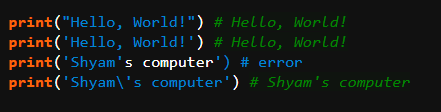 print("Hello, World!") # Hello, World!
print('Hello, World!') # Hello, World!
print('Shyam's computer') # error
print('Shyam\'s computer') # Shyam's computer